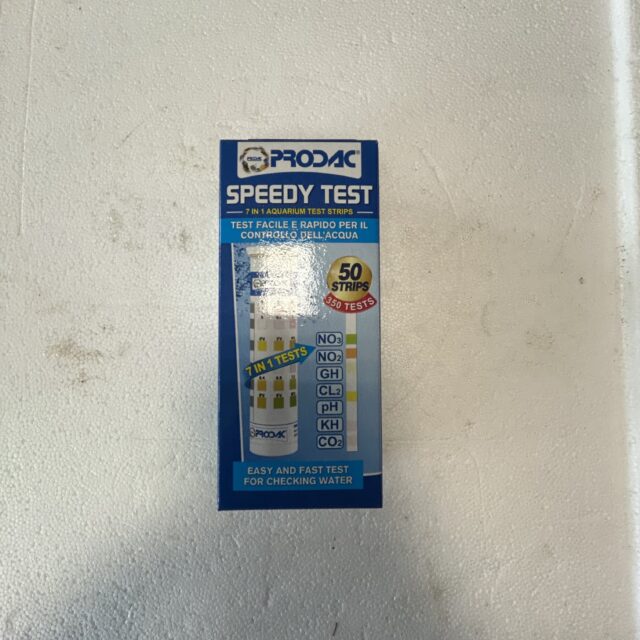 PRODAC
SPEEDY TEST
7 IN 1 AQUARIUM TEST STRIPS
TEST FACILE E RAPIDO PER IL
CONTROLLO DELL'ACQUA
50
STRIPS
350 TESTS
7 IN 1 TESTS
NO3
NO2
GH
CL2
pH
KH
CO2
PRODAC
EASY AND FAST TEST
FOR CHECKING WATER